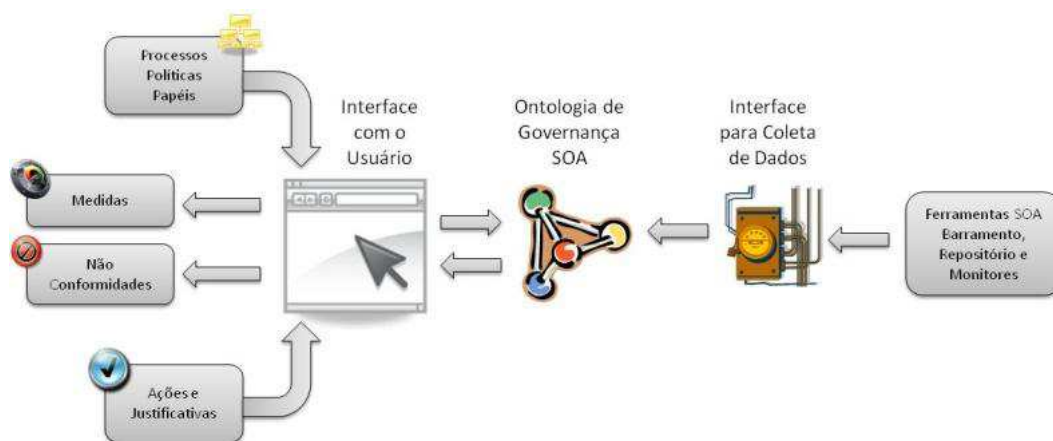 Processos
Políticas
Papéis
Interface
com o
Usuário
Ontologia de
Governança
SOA
Interface
para Coleta
de Dados
Medidas
Não
Conformidades
Ferramentas SOA
Barramento,
Repositório e
Monitores
Ações e
Justificativas